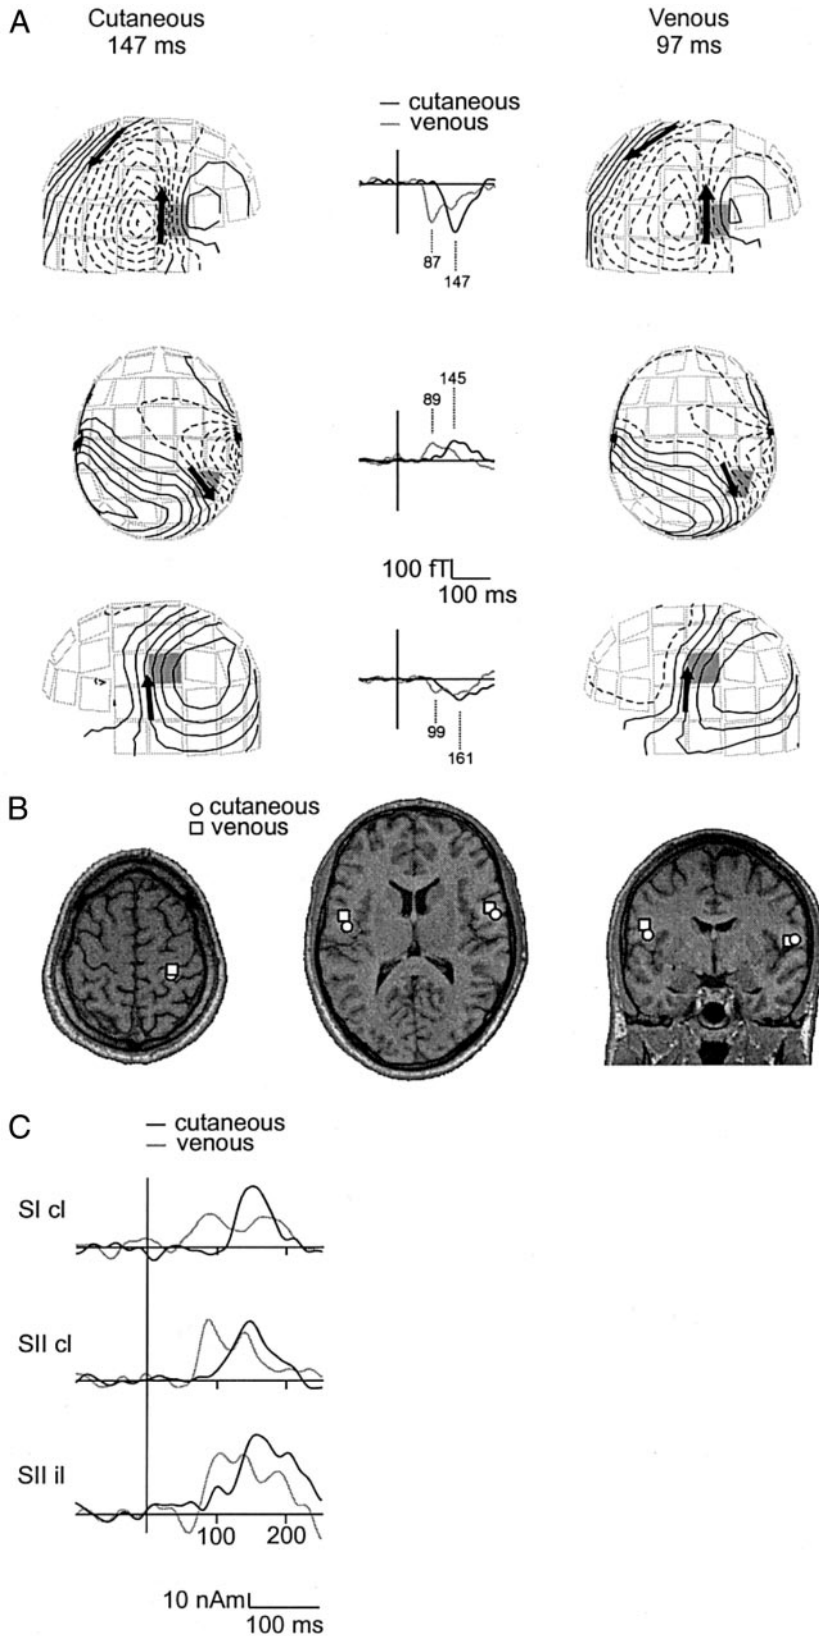 A
Cutaneous
147 ms
Venous
97 ms
cutaneous
venous
87
147
145
89
100 fT
100 ms
99
161
B
cutaneous
venous
C
cutaneous
venous
SI cl
SII cl
SII il
100 200
10 nAm
100 ms